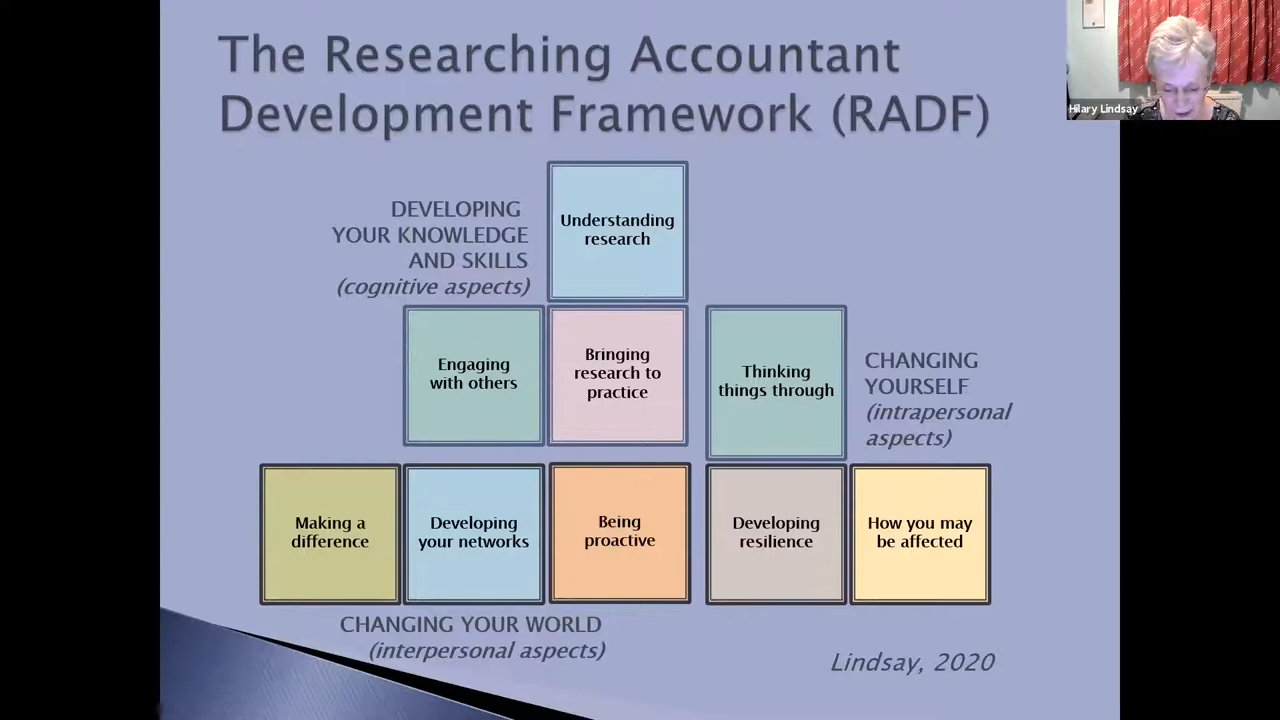 The Researching Accountant
Development Framework (RADF)
Hilary Lindsay
DEVELOPING
YOUR KNOWLEDGE
AND SKILLS
(cognitive aspects)
Understanding
research
Engaging
with others
Bringing
research to
practice
Thinking
things through
CHANGING
YOURSELF
(intrapersonal
aspects)
Making a
difference
Developing
your networks
Being
proactive
Developing
resilience
How you may
be affected
CHANGING YOUR WORLD
(interpersonal aspects)
Lindsay, 2020